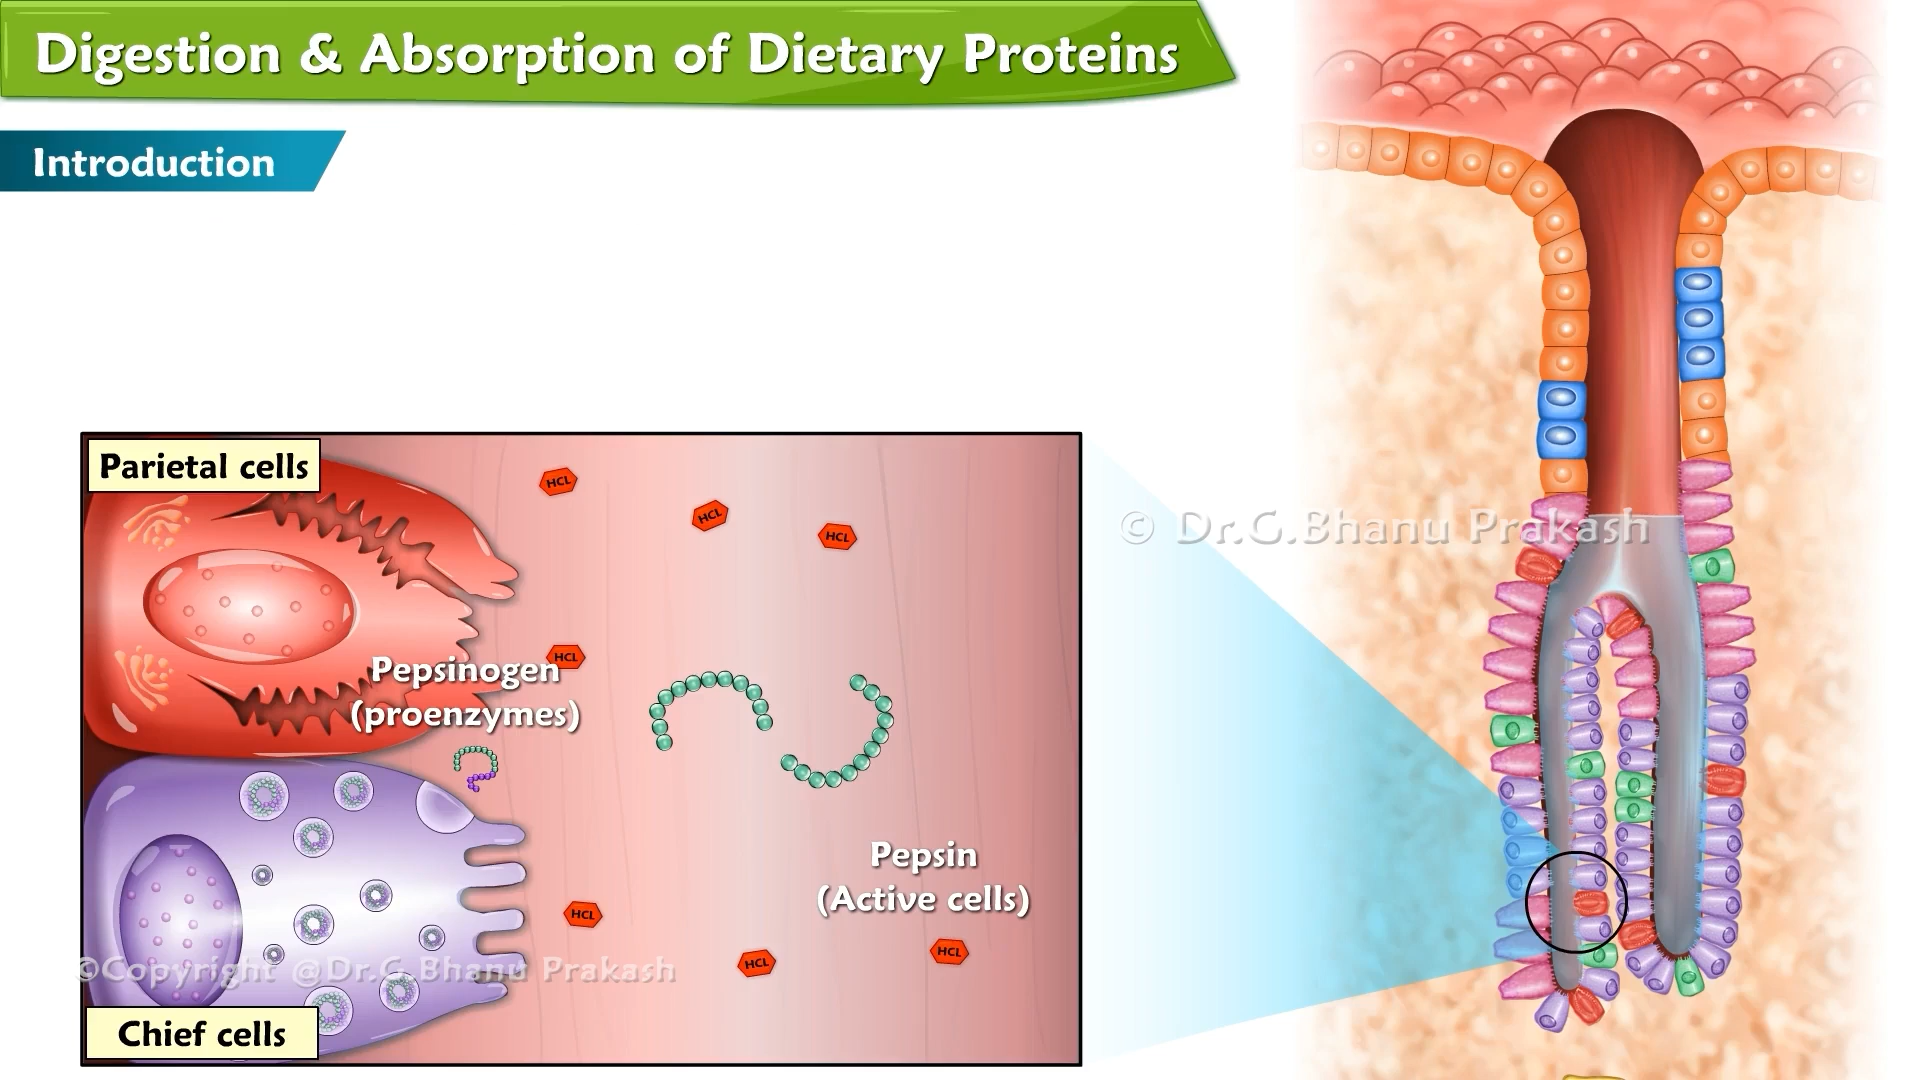 Digestion & Absorption of Dietary Proteins
Introduction
Parietal cells
HCL
HCL
HCL
© Dr.G.Bhanu Prakash
HCL
Pepsinogen
(proenzymes)
Pepsin
(Active cells)
HCL
HCL
HCL
©Copyright @Dr.G.Bhanu Prakash
Chief cells